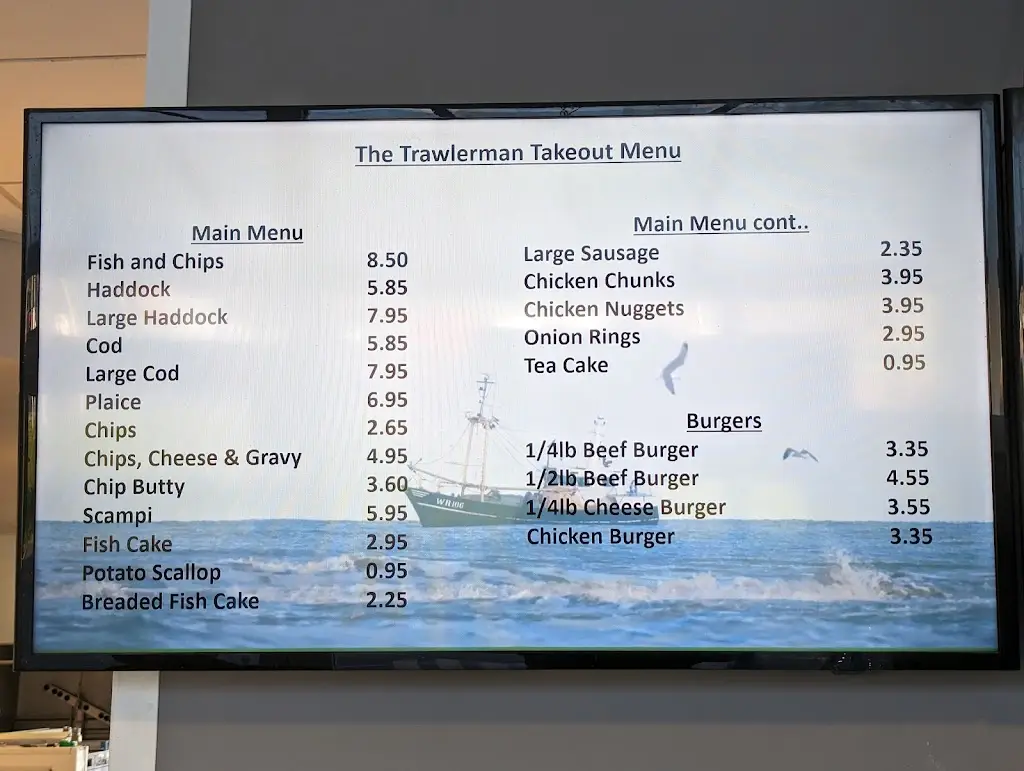 The Trawlerman Takeout Menu
Main Menu
Fish and Chips 8.50
Haddock 5.85
Large Haddock 7.95
Cod 5.85
Large Cod 7.95
Plaice 6.95
Chips 2.65
Chips, Cheese & Gravy 4.95
Chip Butty 3.60
Scampi 5.95
Fish Cake 2.95
Potato Scallop 0.95
Breaded Fish Cake 2.25
Main Menu cont..
Large Sausage 2.35
Chicken Chunks 3.95
Chicken Nuggets 3.95
Onion Rings 2.95
Tea Cake 0.95
Burgers
1/4lb Beef Burger 3.35
1/2lb Beef Burger 4.55
1/4lb Cheese Burger 3.55
Chicken Burger 3.35